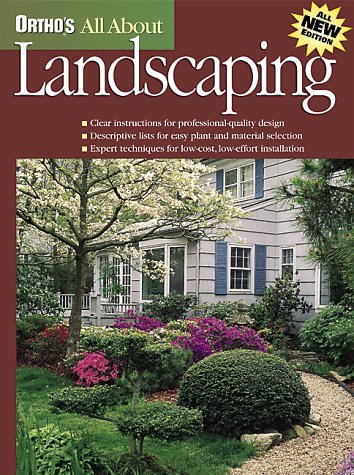 ORTHO'S All About
ALL
NEW
EDITION
Landscaping
Clear instructions for professional-quality design
Descriptive lists for easy plant and material selection
Expert techniques for low-cost, low-effort installation